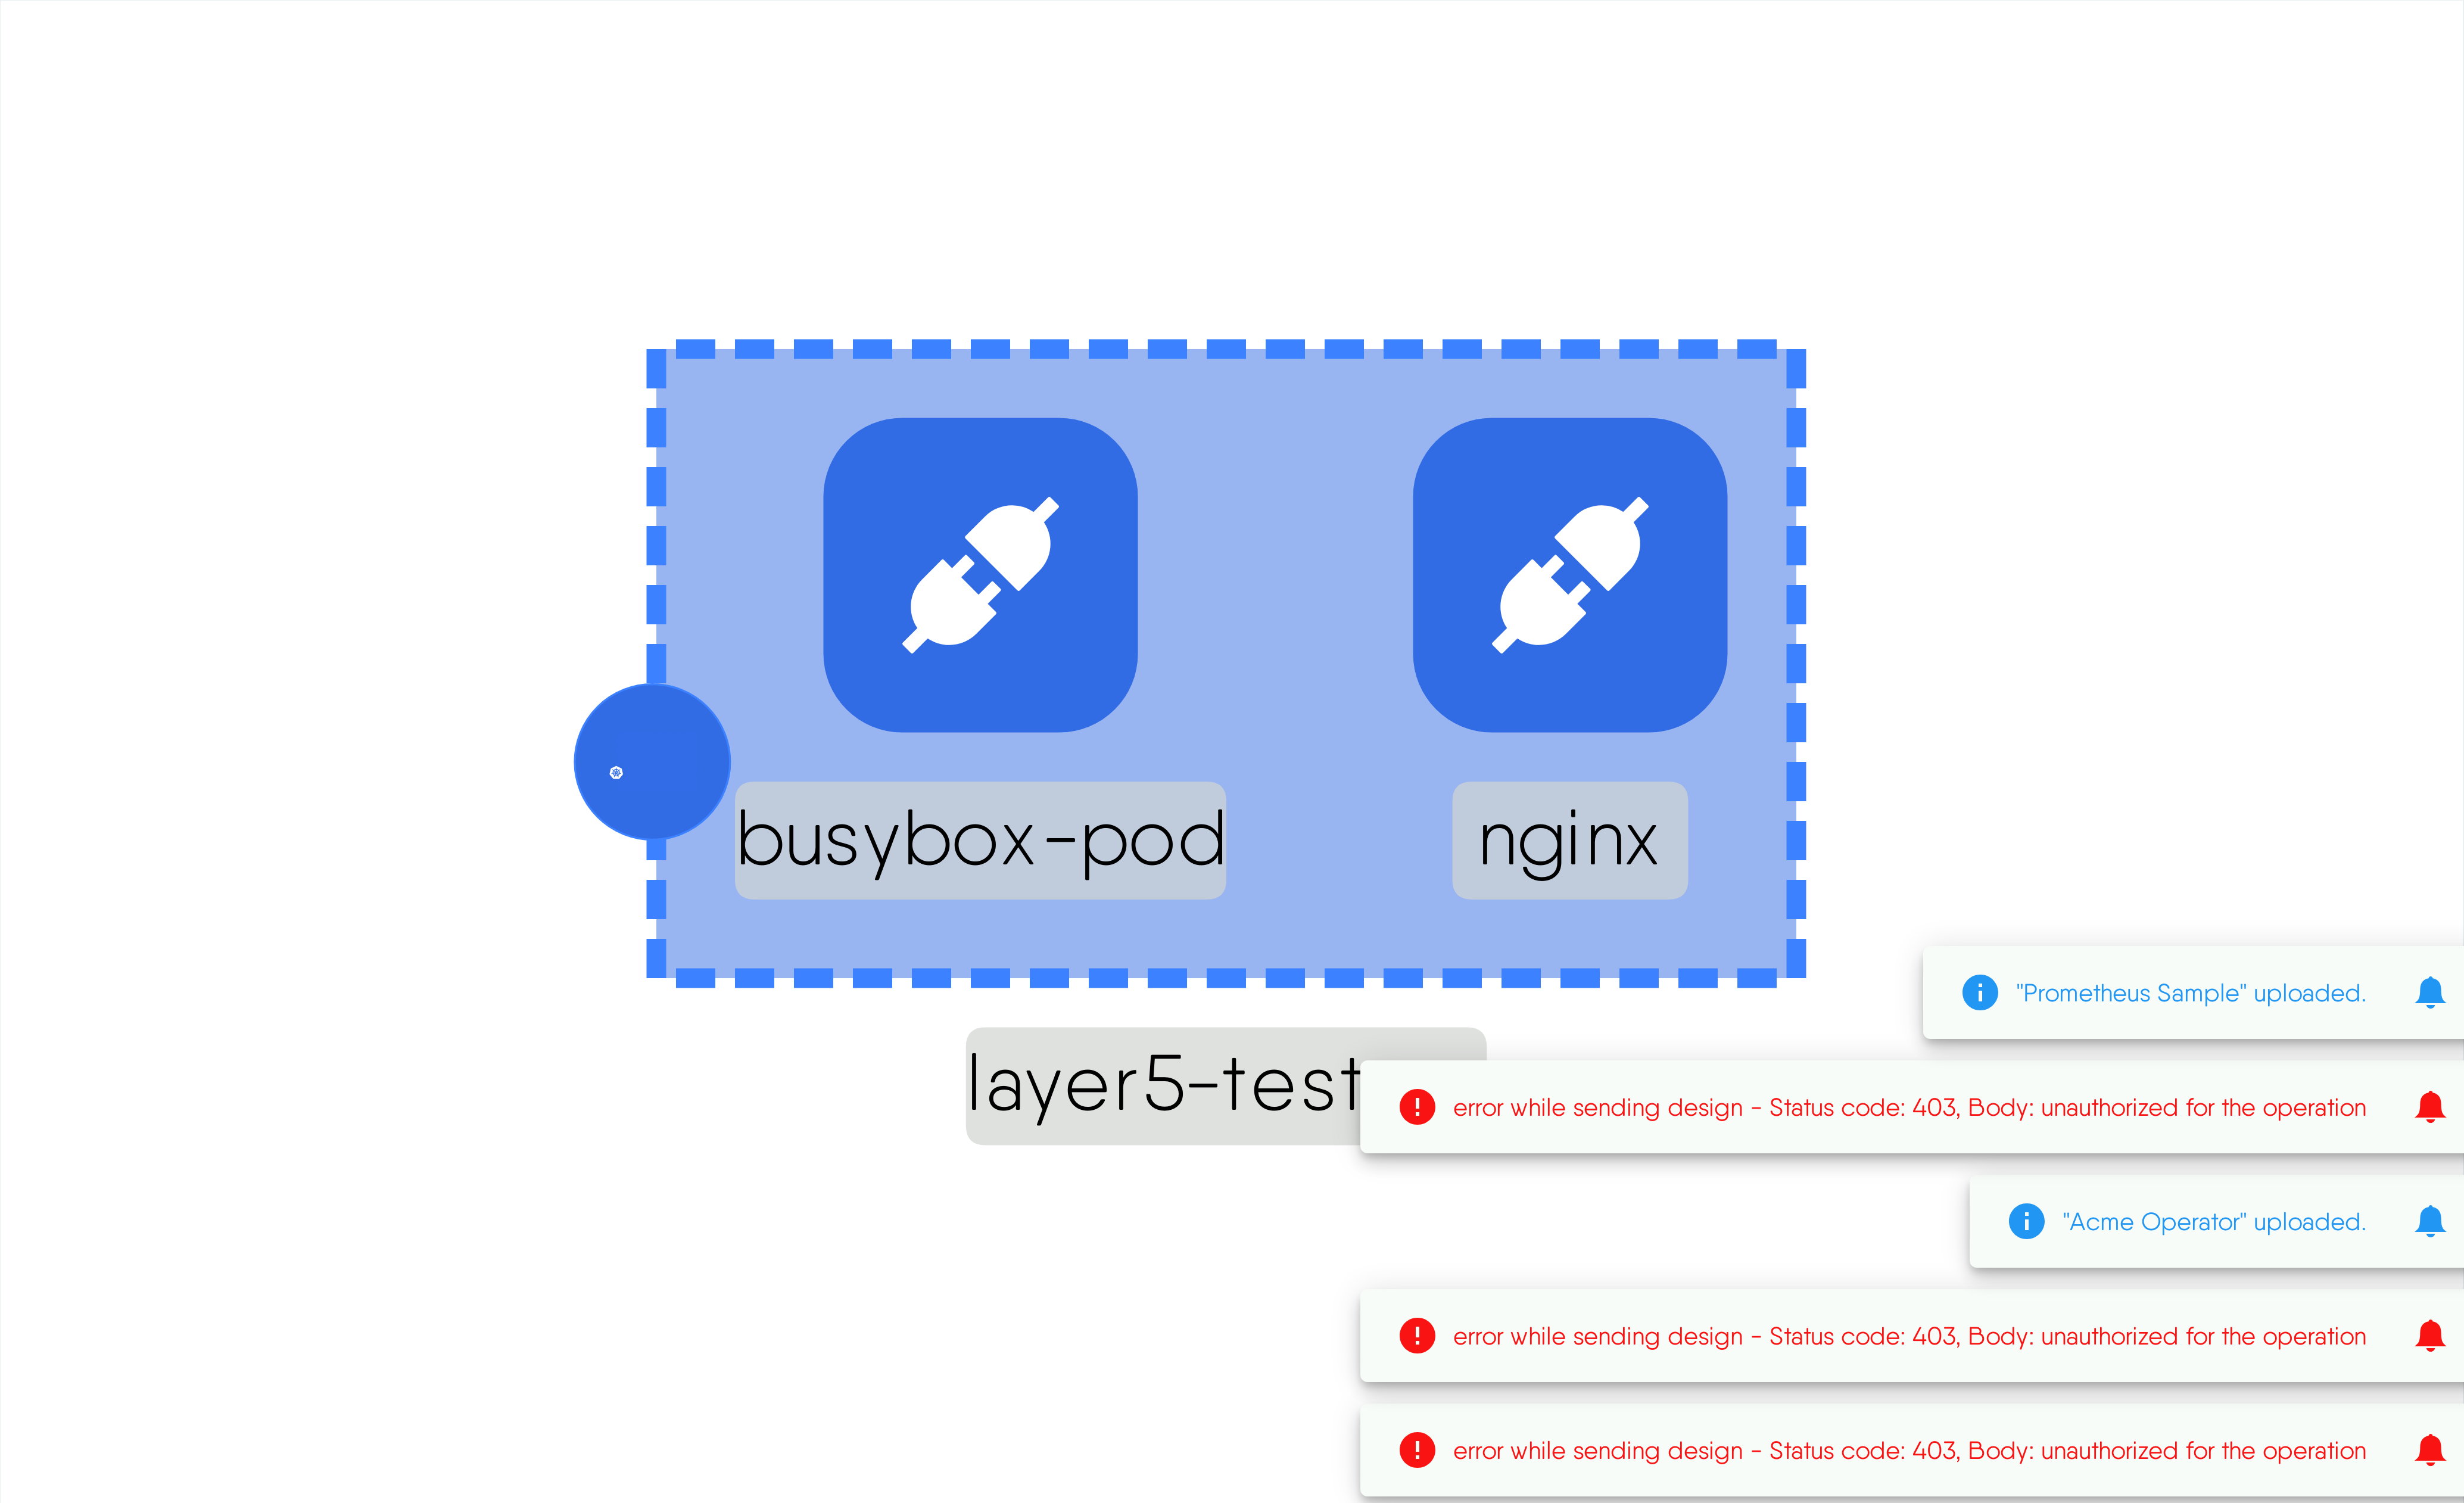 busybox-pod
nginx
layer5-test
"Prometheus Sample" uploaded.
error while sending design - Status code: 403, Body: unauthorized for the operation
"Acme Operator" uploaded.
error while sending design - Status code: 403, Body: unauthorized for the operation
error while sending design - Status code: 403, Body: unauthorized for the operation